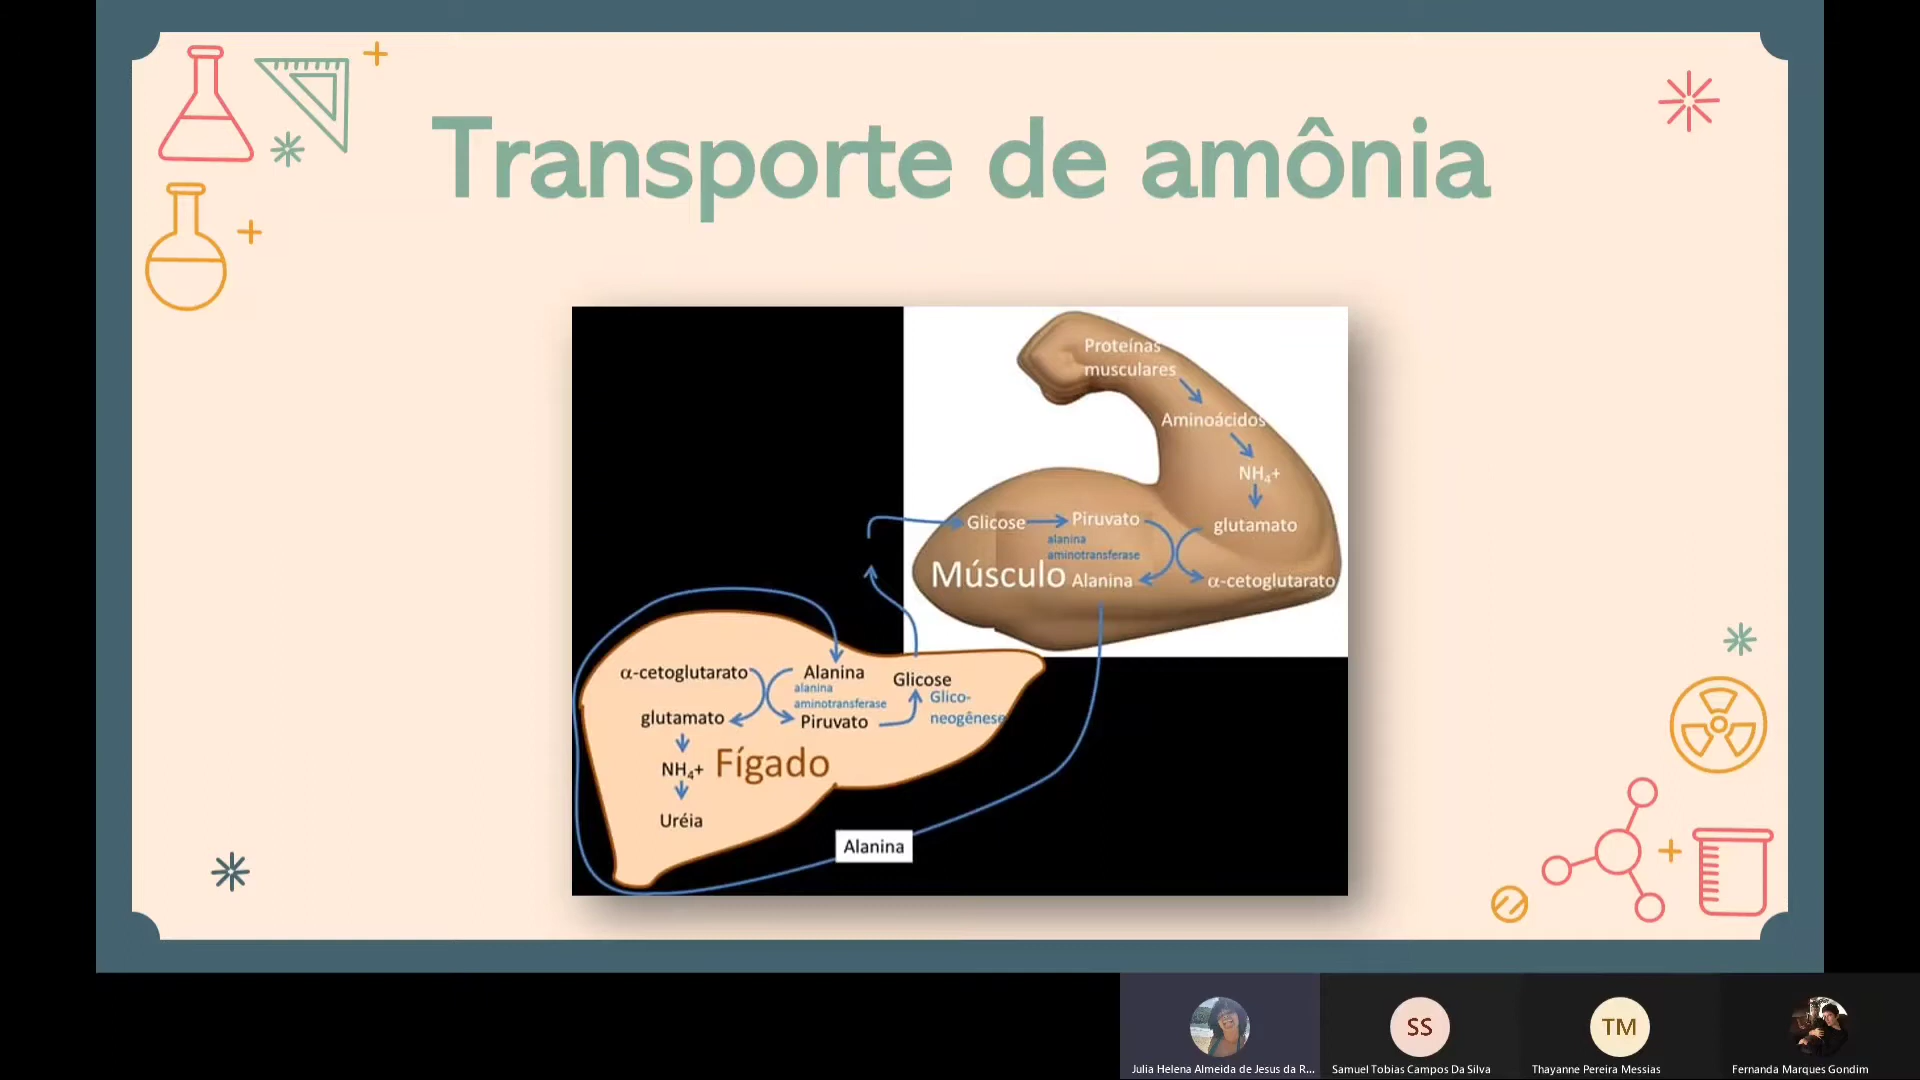 Transporte de amônia
Proteínas
musculares
Aminoácidos
NH₄+
glutamato
Glicose
Piruvato
alanina
aminotransferase
Músculo
Alanina
α-cetoglutarato
α-cetoglutarato
Alanina
alanina
aminotransferase
Glicose
Glico-
neogênese
glutamato
Piruvato
NH₄+
Fígado
Uréia
Alanina
SS
TM
Julia Helena Almeida de Jesus da R...
Samuel Tobias Campos Da Silva
Thayanne Pereira Messias
Fernanda Marques Gondim